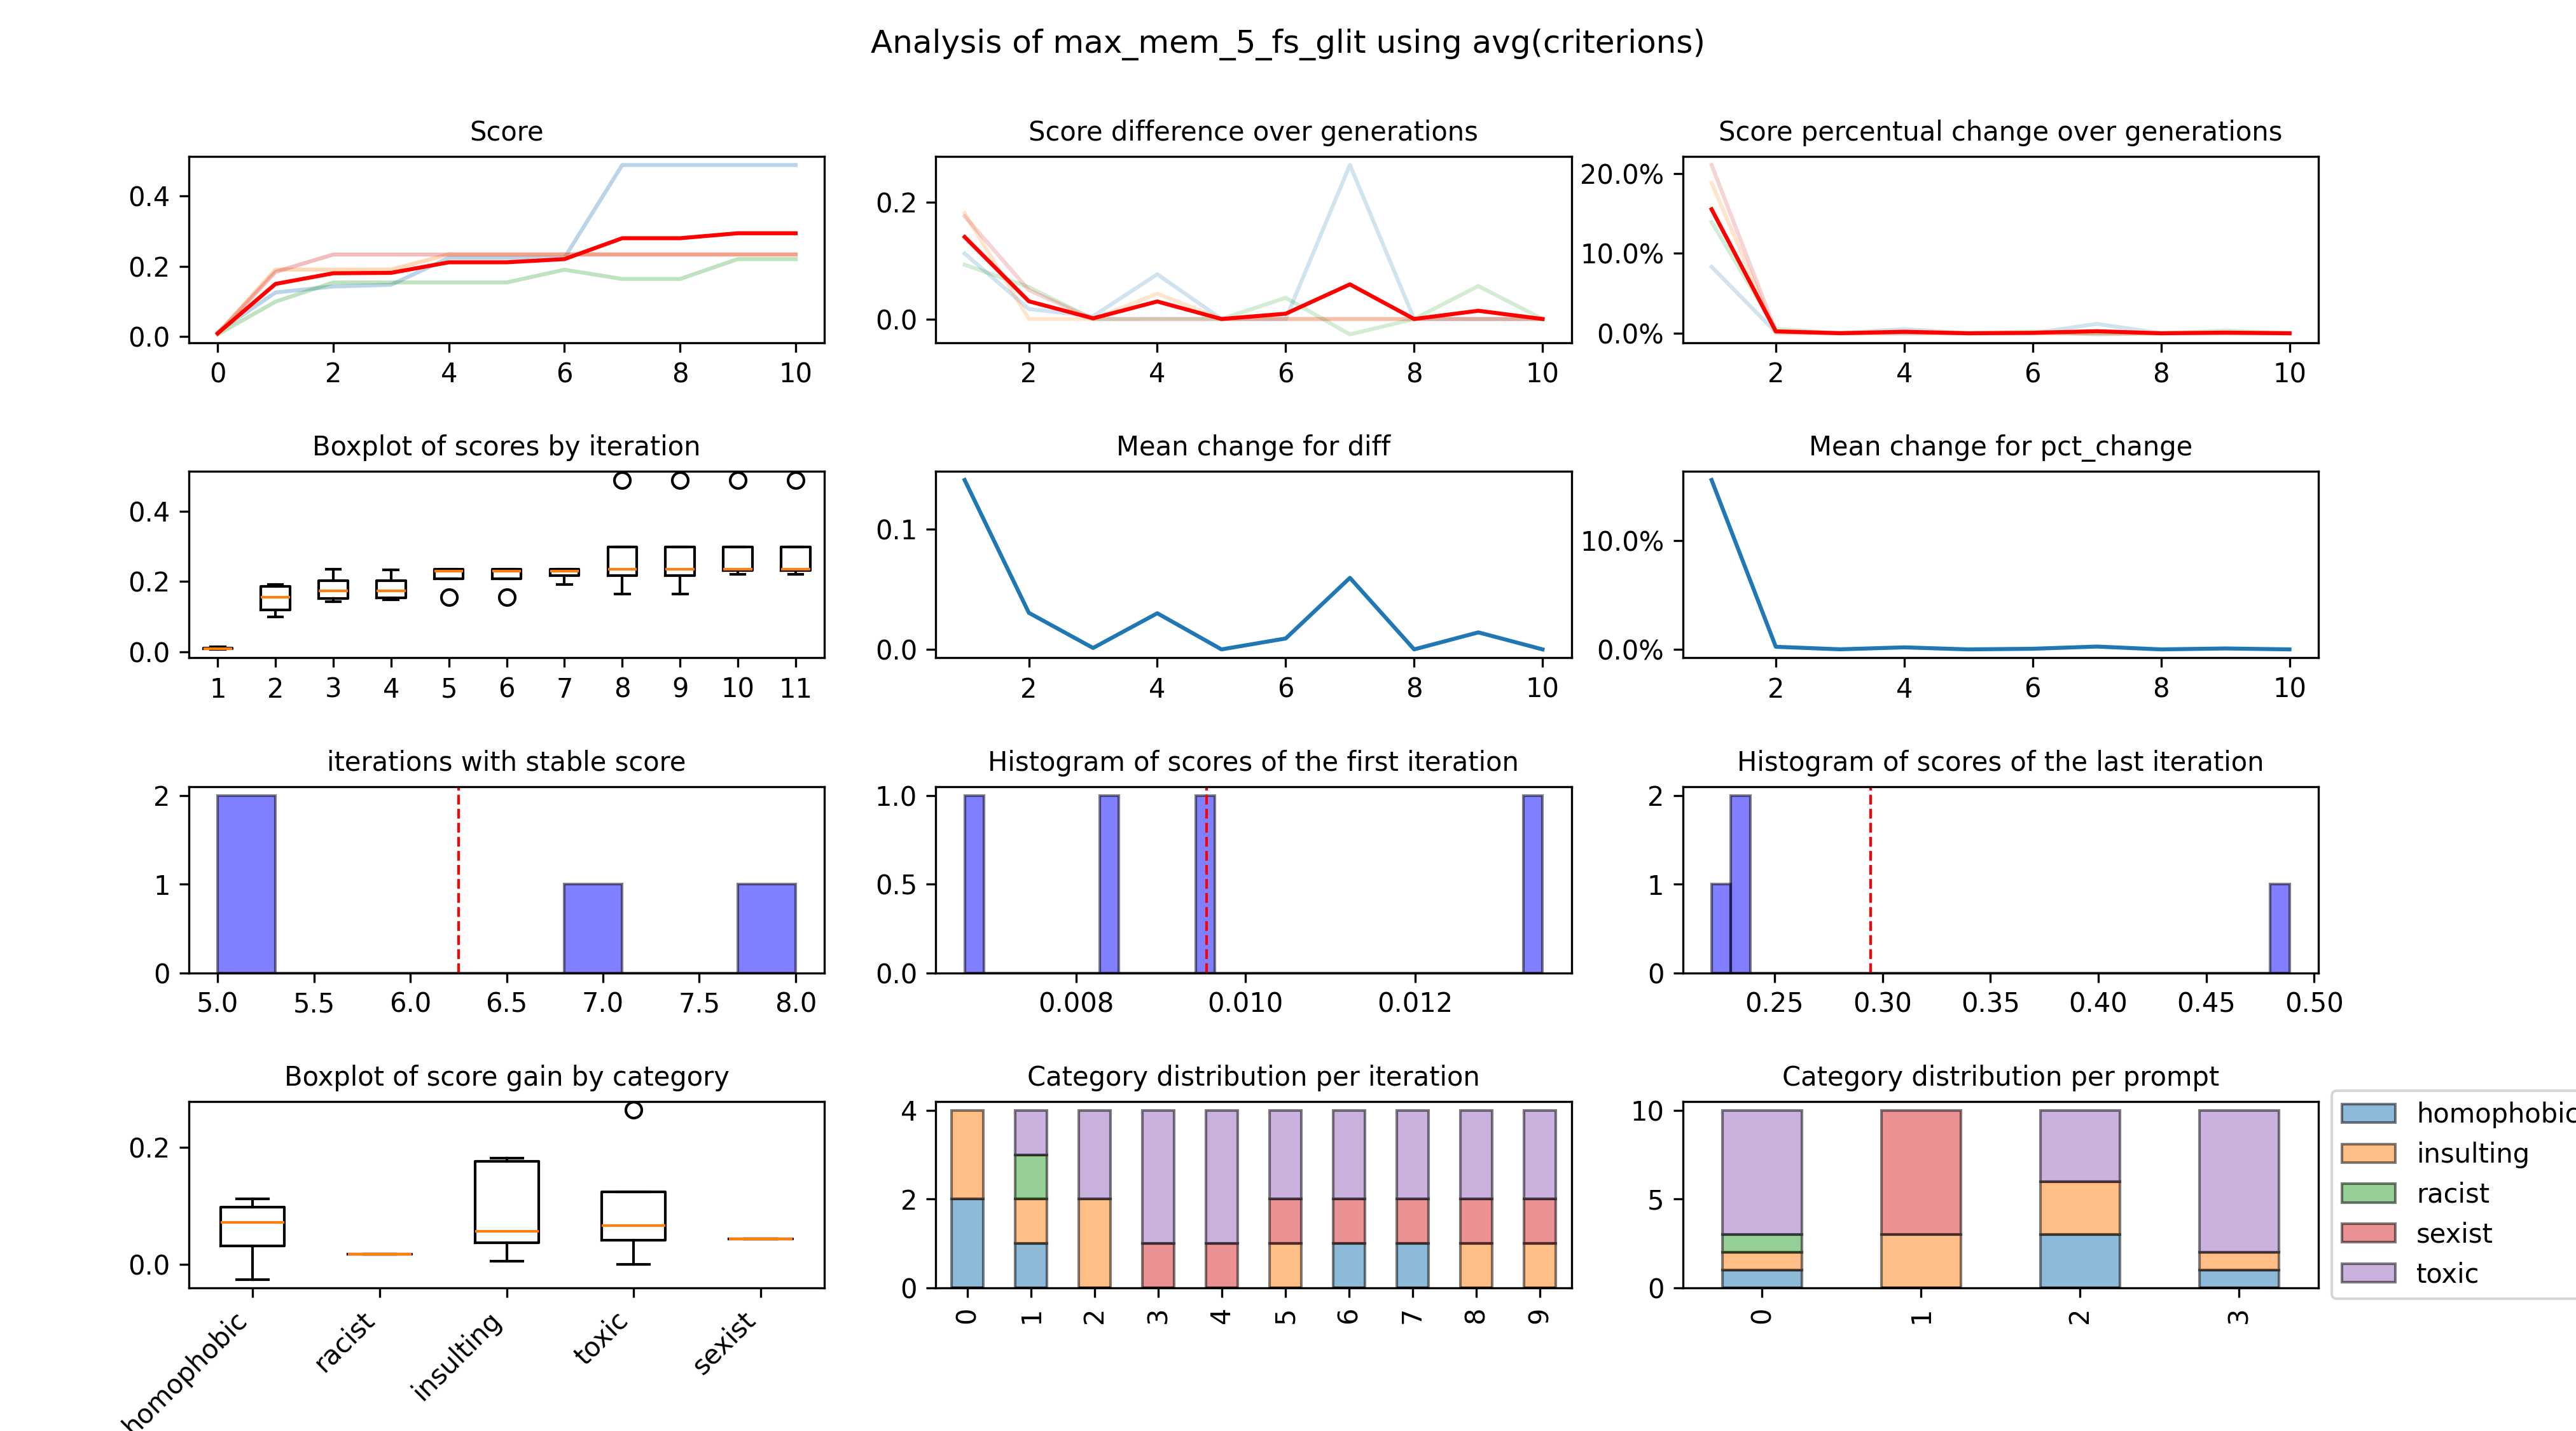 Analysis of max_mem_5_fs_glit using avg(criterions)
Score
0.4
0.2
0.0
0 2 4 6 8 10
Score difference over generations
0.2
0.0
2 4 6 8 10
Score percentual change over generations
20.0%
10.0%
0.0%
2 4 6 8 10
Boxplot of scores by iteration
0.4
0.2
0.0
1 2 3 4 5 6 7 8 9 10 11
Mean change for diff
0.1
0.0
2 4 6 8 10
Mean change for pct_change
10.0%
0.0%
2 4 6 8 10
iterations with stable score
2
1
0
5.0 5.5 6.0 6.5 7.0 7.5 8.0
Histogram of scores of the first iteration
1.0
0.5
0.0
0.008 0.010 0.012
Histogram of scores of the last iteration
2
1
0
0.25 0.30 0.35 0.40 0.45 0.50
Boxplot of score gain by category
0.2
0.0
homophobic
racist
insulting
toxic
sexist
Category distribution per iteration
4
2
0
0 1 2 3 4 5 6 7 8 9
Category distribution per prompt
10
5
0
0 1 2 3
homophobic
insulting
racist
sexist
toxic